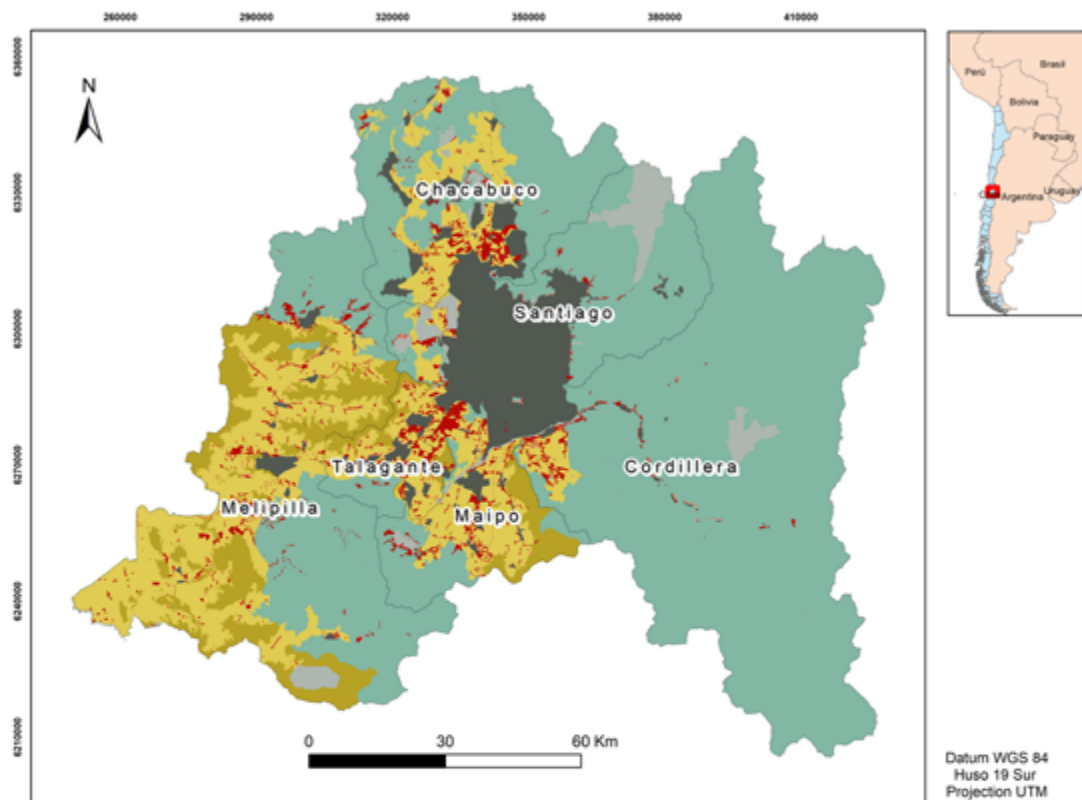 260000 290000 320000 350000 380000 410000
6360000
6330000
6300000
6270000
6240000
62100000
N
Chacabuco
Santiago
Talagante
Cordillera
Melipilla
Maipo
0 30 60 Km
Perú
Brasil
Bolivia
Paraguay
Uruguay
Argentina
Datum WGS 84
Huso 19 Sur
Projection UTM